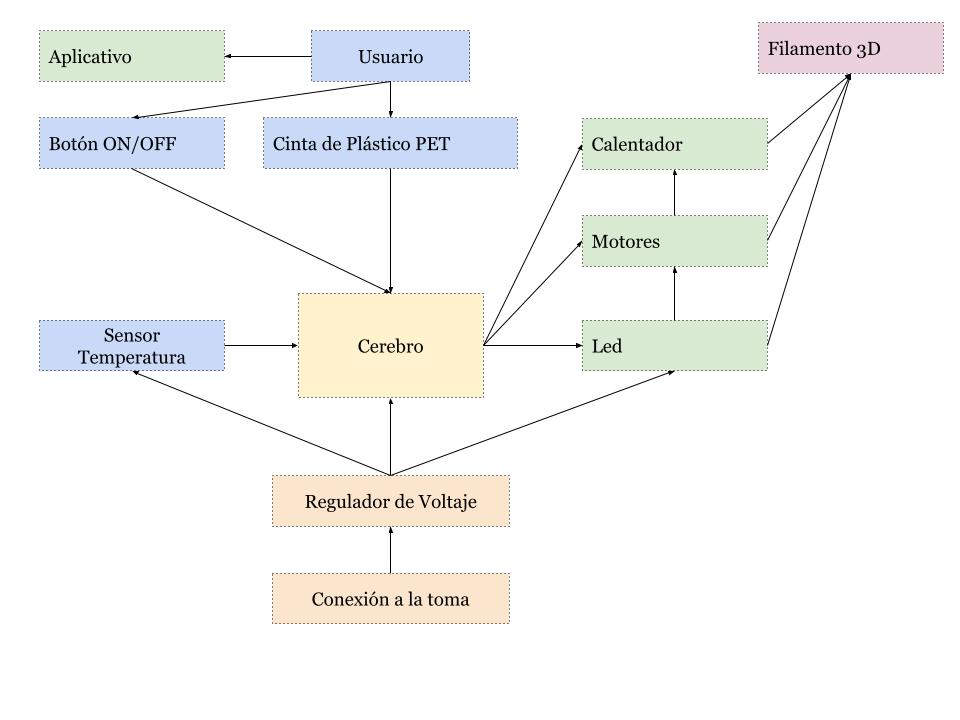 Aplicativo
Usuario
Filamento 3D
Botón ON/OFF
Cinta de Plástico PET
Calentador
Motores
Sensor
Temperatura
Cerebro
Led
Regulador de Voltaje
Conexión a la toma